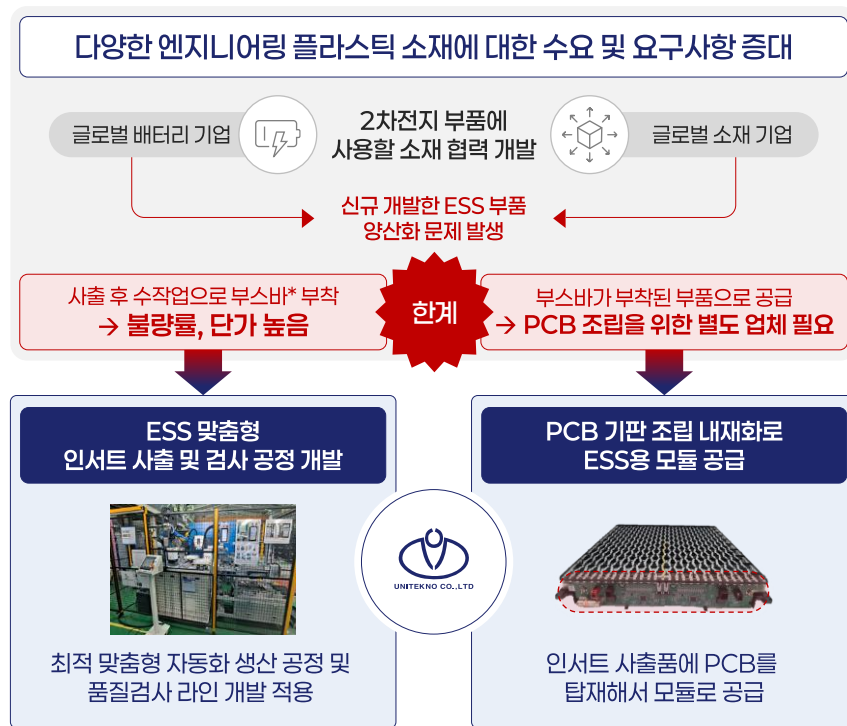 다양한 엔지니어링 플라스틱 소재에 대한 수요 및 요구사항 증대
글로벌 배터리 기업
2차전지 부품에
사용할 소재 협력 개발
글로벌 소재 기업
신규 개발한 ESS 부품
양산화 문제 발생
사출 후 수작업으로 부스바* 부착
→ 불량률, 단가 높음
한계
부스바가 부착된 부품으로 공급
→ PCB 조립을 위한 별도 업체 필요
ESS 맞춤형
인서트 사출 및 검사 공정 개발
PCB 기판 조립 내재화로
ESS용 모듈 공급
UNITEKNO CO.,LTD
최적 맞춤형 자동화 생산 공정 및
품질검사 라인 개발 적용
인서트 사출품에 PCB를
탑재해서 모듈로 공급